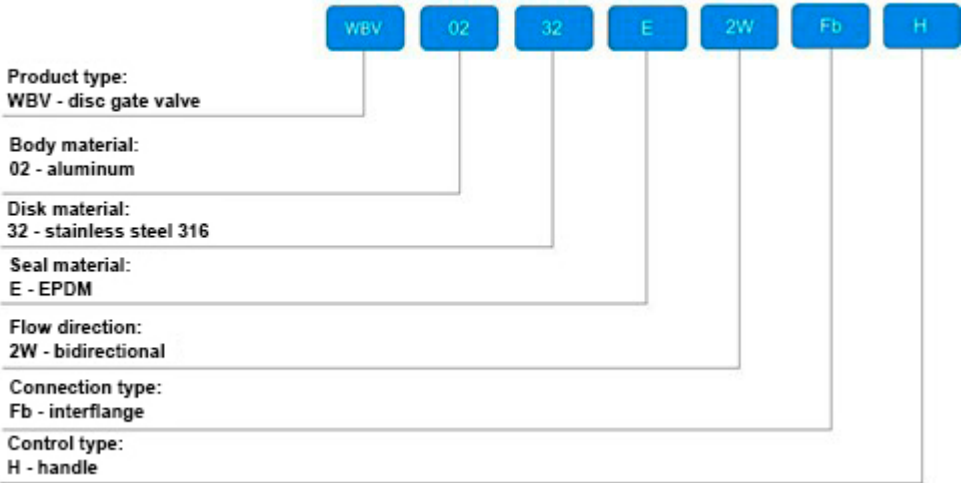 WBV 02 32 E 2W Fb H
Product type:
WBV - disc gate valve
Body material:
02 - aluminum
Disk material:
32 - stainless steel 316
Seal material:
E - EPDM
Flow direction:
2W - bidirectional
Connection type:
Fb - interflange
Control type:
H - handle